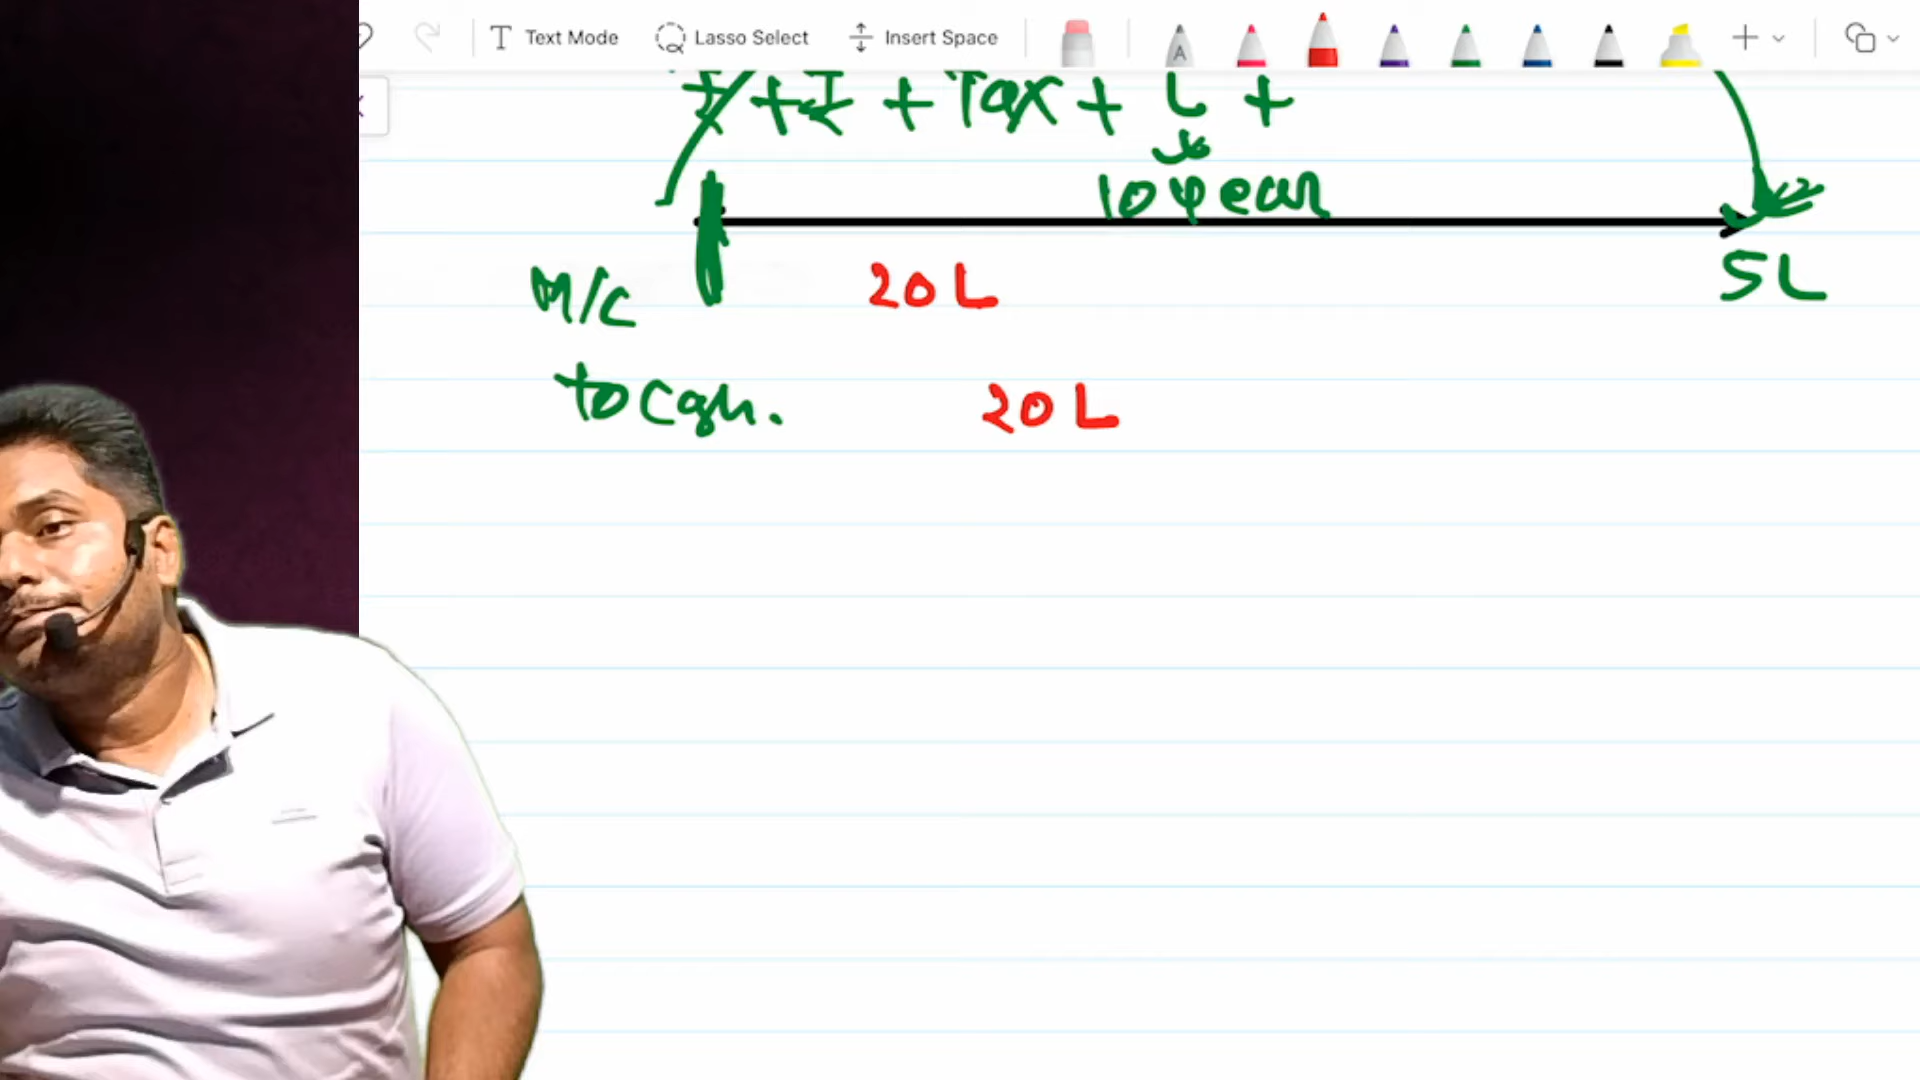 Text Mode Lasso Select Insert Space
A
+ I + Tax + L +
10 year
M/C 20 L 5L
to Cash. 20 L